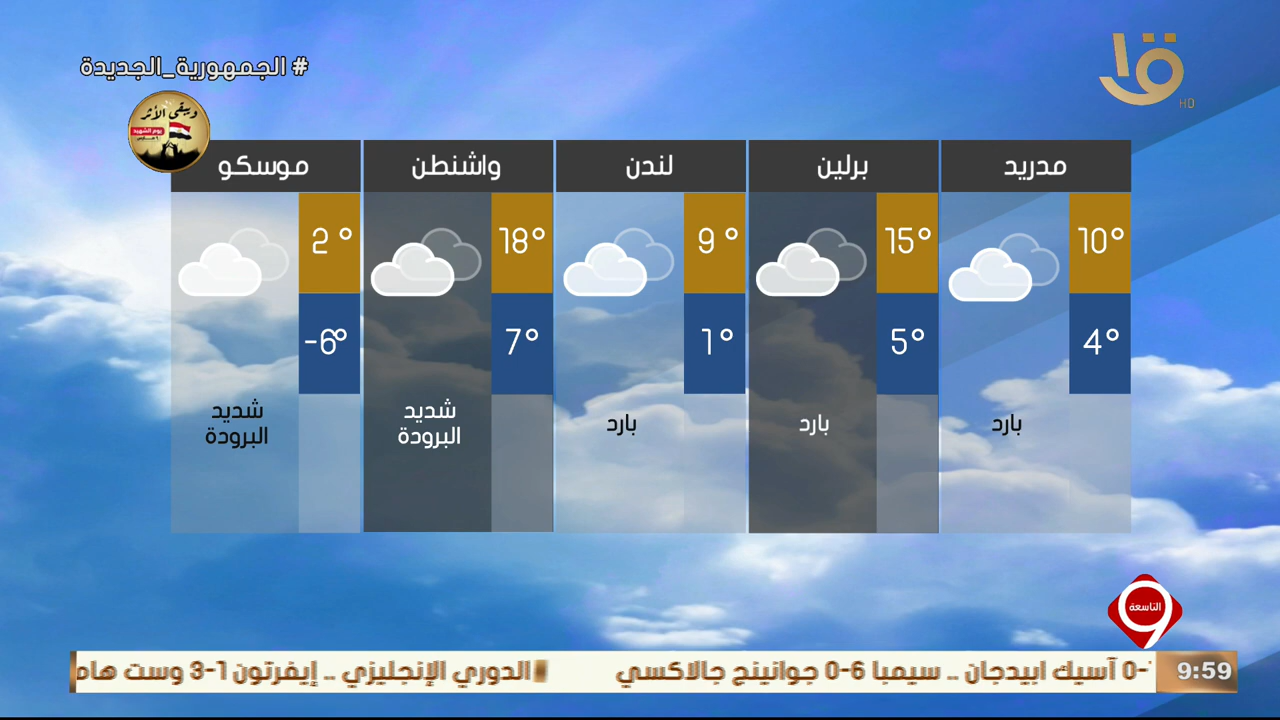 #الجمهورية_الجديدة
HD
ويبقى الأثر
يوم الشهيد
مدريد
برلين
لندن
واشنطن
موسكو
10°
15°
9°
18°
2°
4°
5°
1°
7°
-6°
بارد
بارد
بارد
شديد
البرودة
شديد
البرودة
9
التاسعة
9:59
0- آسيك ابيدجان .. سيمبا 6-0 جوانينج جالاكسي
الدوري الإنجليزي .. إيفرتون 1-3 وست هام